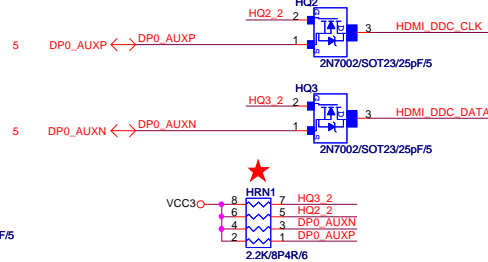 HQ2
HQ2_2 2
3 HDMI_DDC_CLK
5 DP0_AUXP DP0_AUXP 1
2N7002/SOT23/25pF/5
HQ3
HQ3_2 2
3 HDMI_DDC_DATA
5 DP0_AUXN DP0_AUXN 1
2N7002/SOT23/25pF/5
HRN1
VCC3 8 7 HQ3_2
6 5 HQ2_2
4 3 DP0_AUXN
2 1 DP0_AUXP
F/5
2.2K/8P4R/6